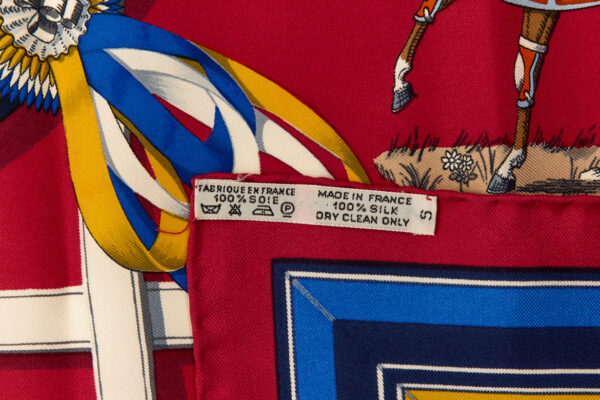 FABRIQUE EN FRANCE
100% SOIE
MADE IN FRANCE
100% SILK
DRY CLEAN ONLY
S
P